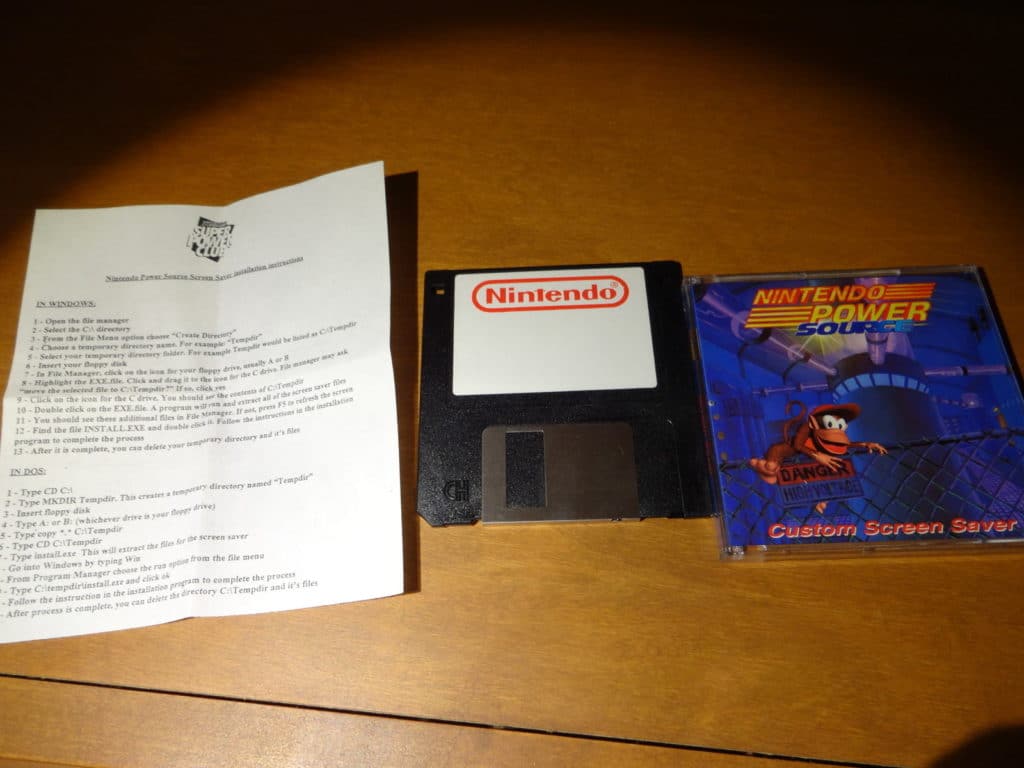 SUPER
POWER
CLUB
Nintendo Power Source Screen Saver installation instructions
IN WINDOWS:
1 - Open the file manager
2 - Select the C:\ directory
3 - From the File Menu option choose "Create Directory"
4 - Choose a temporary directory name. For example: "Tempdir"
5 - Select your temporary directory folder. For example Tempdir would be listed as C:\Tempdir
6 - Insert your floppy disk
7 - In File Manager, click on the icon for your floppy drive, usually A or B
8 - Highlight the EXE.file. Click and drag it to the icon for the C drive. File manager may ask
"move the selected file to C:\Tempdir?" If so, click yes
9 - Click on the icon for the C drive. You should see the contents of C:\Tempdir
10 - Double click on the EXE.file. A program will run and extract all of the screen saver files
11 - You should see these additional files in File Manager. If not, press F5 to refresh the screen
12 - Find the file INSTALL.EXE and double click it. Follow the instructions in the installation
program to complete the process
13 - After it is complete, you can delete your temporary directory and it's files
IN DOS:
1 - Type CD C:\
2 - Type MKDIR Tempdir. This creates a temporary directory named "Tempdir"
3 - Insert floppy disk
4 - Type A: or B: (whichever drive is your floppy drive)
5 - Type copy *.* C:\Tempdir
6 - Type CD C:\Tempdir
- Type install.exe This will extract the files for the screen saver
- Go into Windows by typing Win
- From Program Manager choose the run option from the file menu
- Type C:\tempdir\install.exe and click ok
- Follow the instruction in the installation program to complete the process
- After process is complete, you can delete the directory C:\Tempdir and it's files
Nintendo®
NINTENDO
POWER
SOURCE
DANGER
HIGH VOLTAGE
Custom Screen Saver